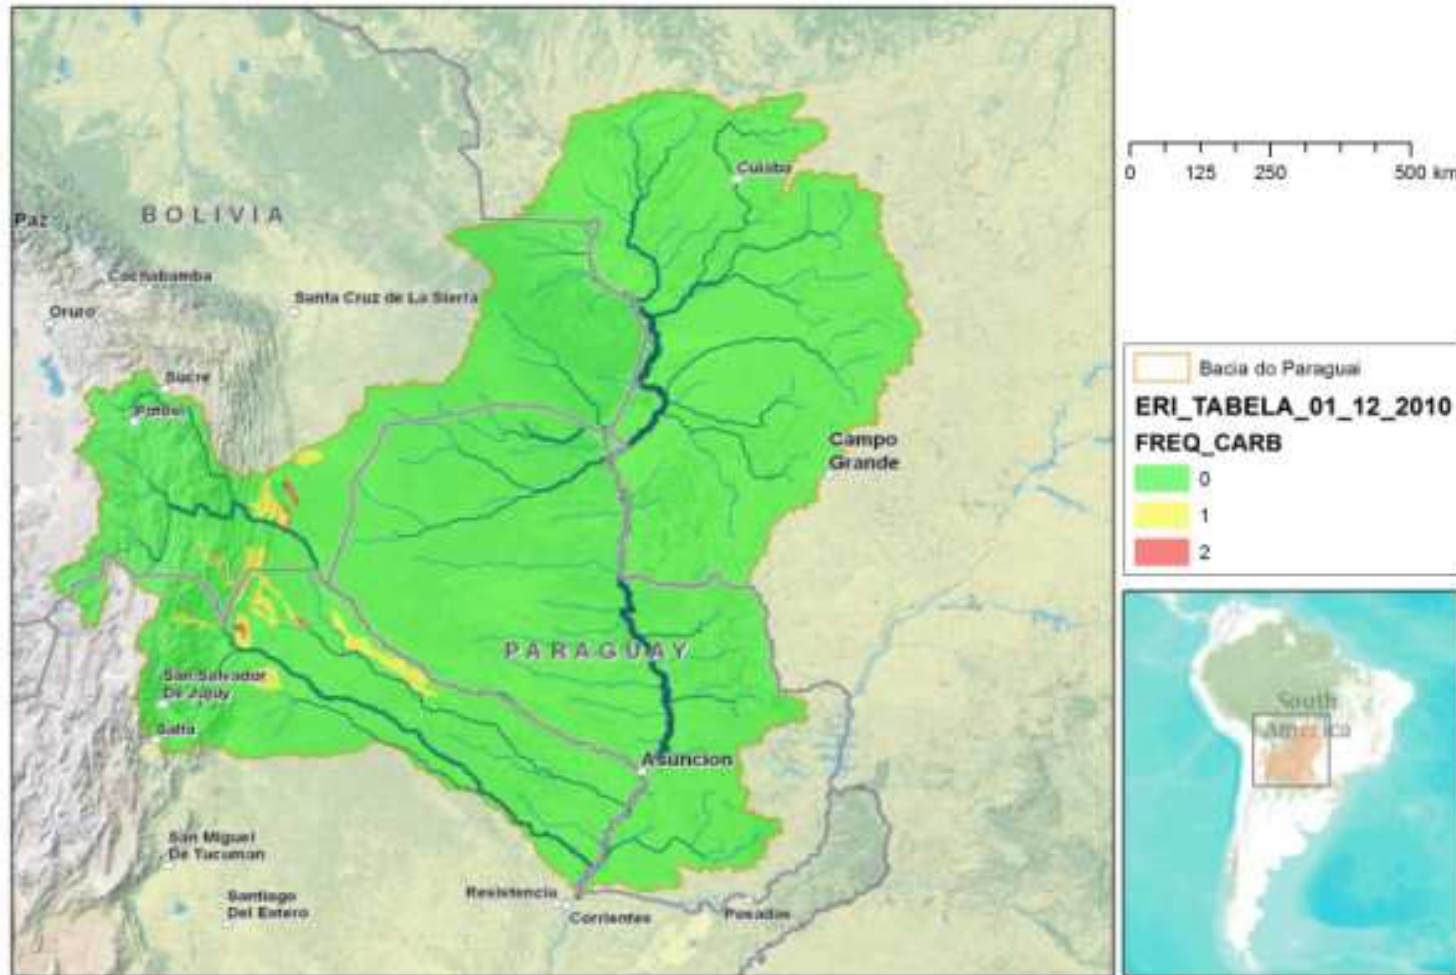 Cuiaba
BOLIVIA
Paz
Cochabamba
Santa Cruz de La Sierra
Oruro
Sucre
Potosi
Campo
Grande
PARAGUAY
San Salvador
De Jujuy
Salta
Asuncion
San Miguel
De Tucuman
Santiago
Del Estero
Resistencia
Corrientes
Posadas
0 125 250 500 km
Bacia do Paraguai
ERI_TABELA_01_12_2010
FREQ_CARB
0
1
2
South
America